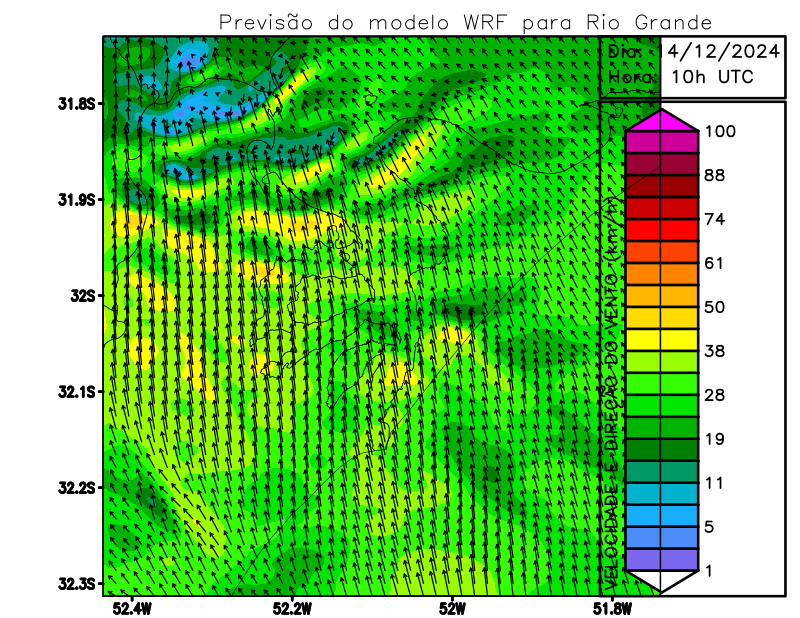 Previsão do modelo WRF para Rio Grande
Dia: 14/12/2024
Hora: 10h UTC
31.8S
31.9S
32S
32.1S
32.2S
32.3S
52.4W
52.2W
52W
51.8W
VELOCIDADE E DIREÇÃO DO VENTO (km/h)
100
88
74
61
50
38
28
19
11
5
1